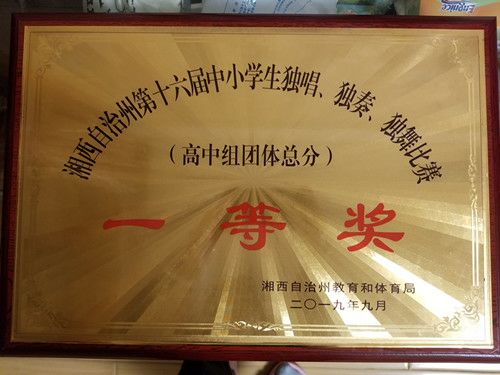 湘西自治州第十六届中小学生独唱、独奏、独舞比赛
（高中组团体总分）
一等奖
湘西自治州教育和体育局
二〇一九年九月